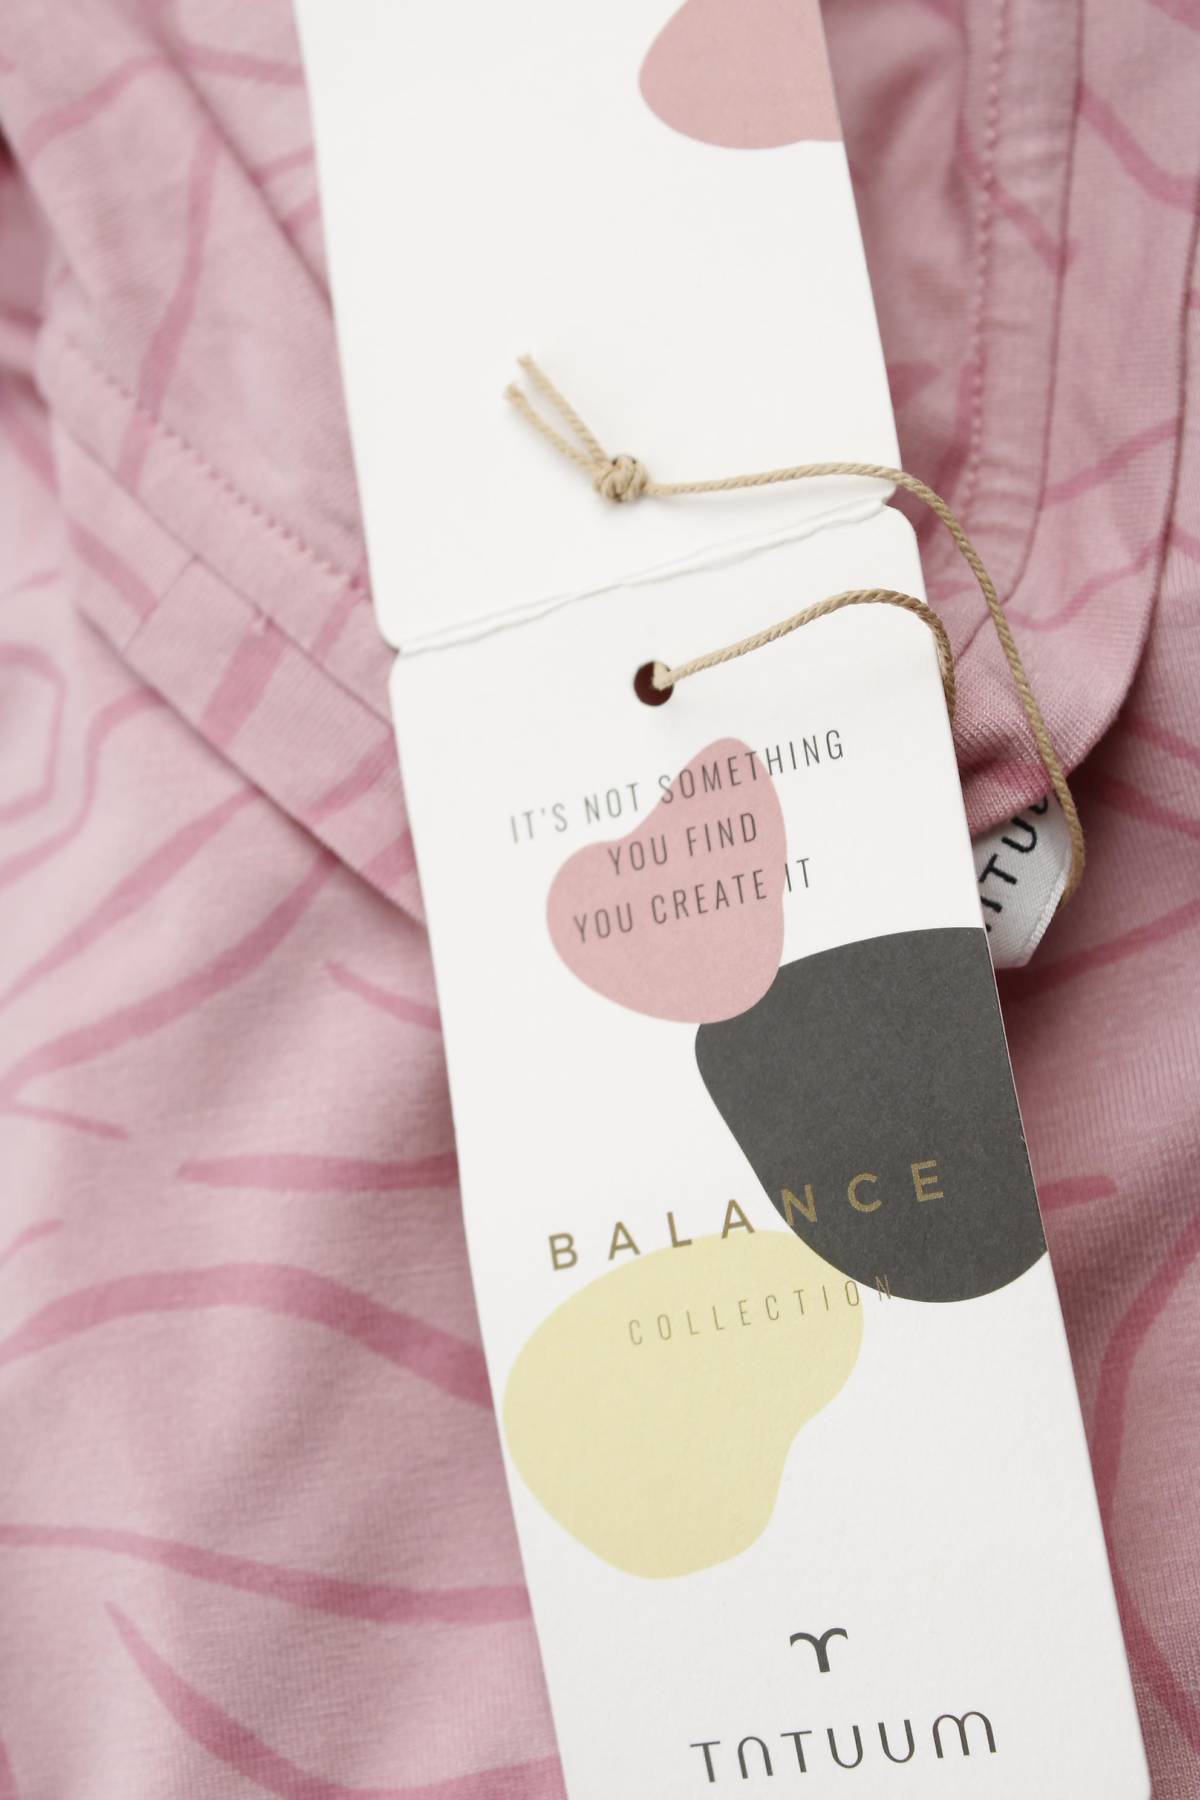 IT'S NOT SOMETHING
YOU FIND
YOU CREATE IT
BALANCE
COLLECTION
TATUUM